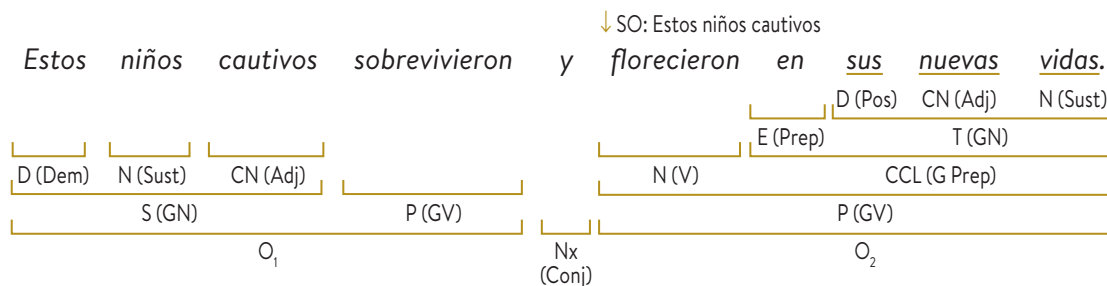 ↓ SO: Estos niños cautivos
Estos niños cautivos sobrevivieron y florecieron en sus nuevas vidas.
D (Pos) CN (Adj) N (Sust)
E (Prep) T (GN)
D (Dem) N (Sust) CN (Adj) N (V) CCL (G Prep)
S (GN) P (GV) P (GV)
O₁ Nx O₂
(Conj)